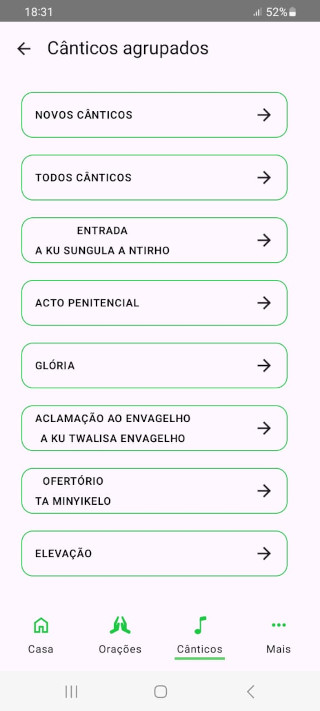 18:31
52%
Cânticos agrupados
NOVOS CÂNTICOS
TODOS CÂNTICOS
ENTRADA
A KU SUNGULA A NTIRHO
ACTO PENITENCIAL
GLÓRIA
ACLAMAÇÃO AO ENVAGELHO
A KU TWALISA ENVAGELHO
OFERTÓRIO
TA MINYIKELO
ELEVAÇÃO
Casa
Orações
Cânticos
Mais